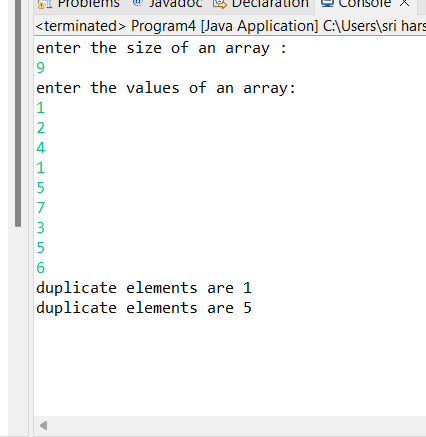 Problems @ Javadoc Declaration Console ×
<terminated> Program4 [Java Application] C:\Users\sri hars
enter the size of an array :
9
enter the values of an array:
1
2
4
1
5
7
3
5
6
duplicate elements are 1
duplicate elements are 5